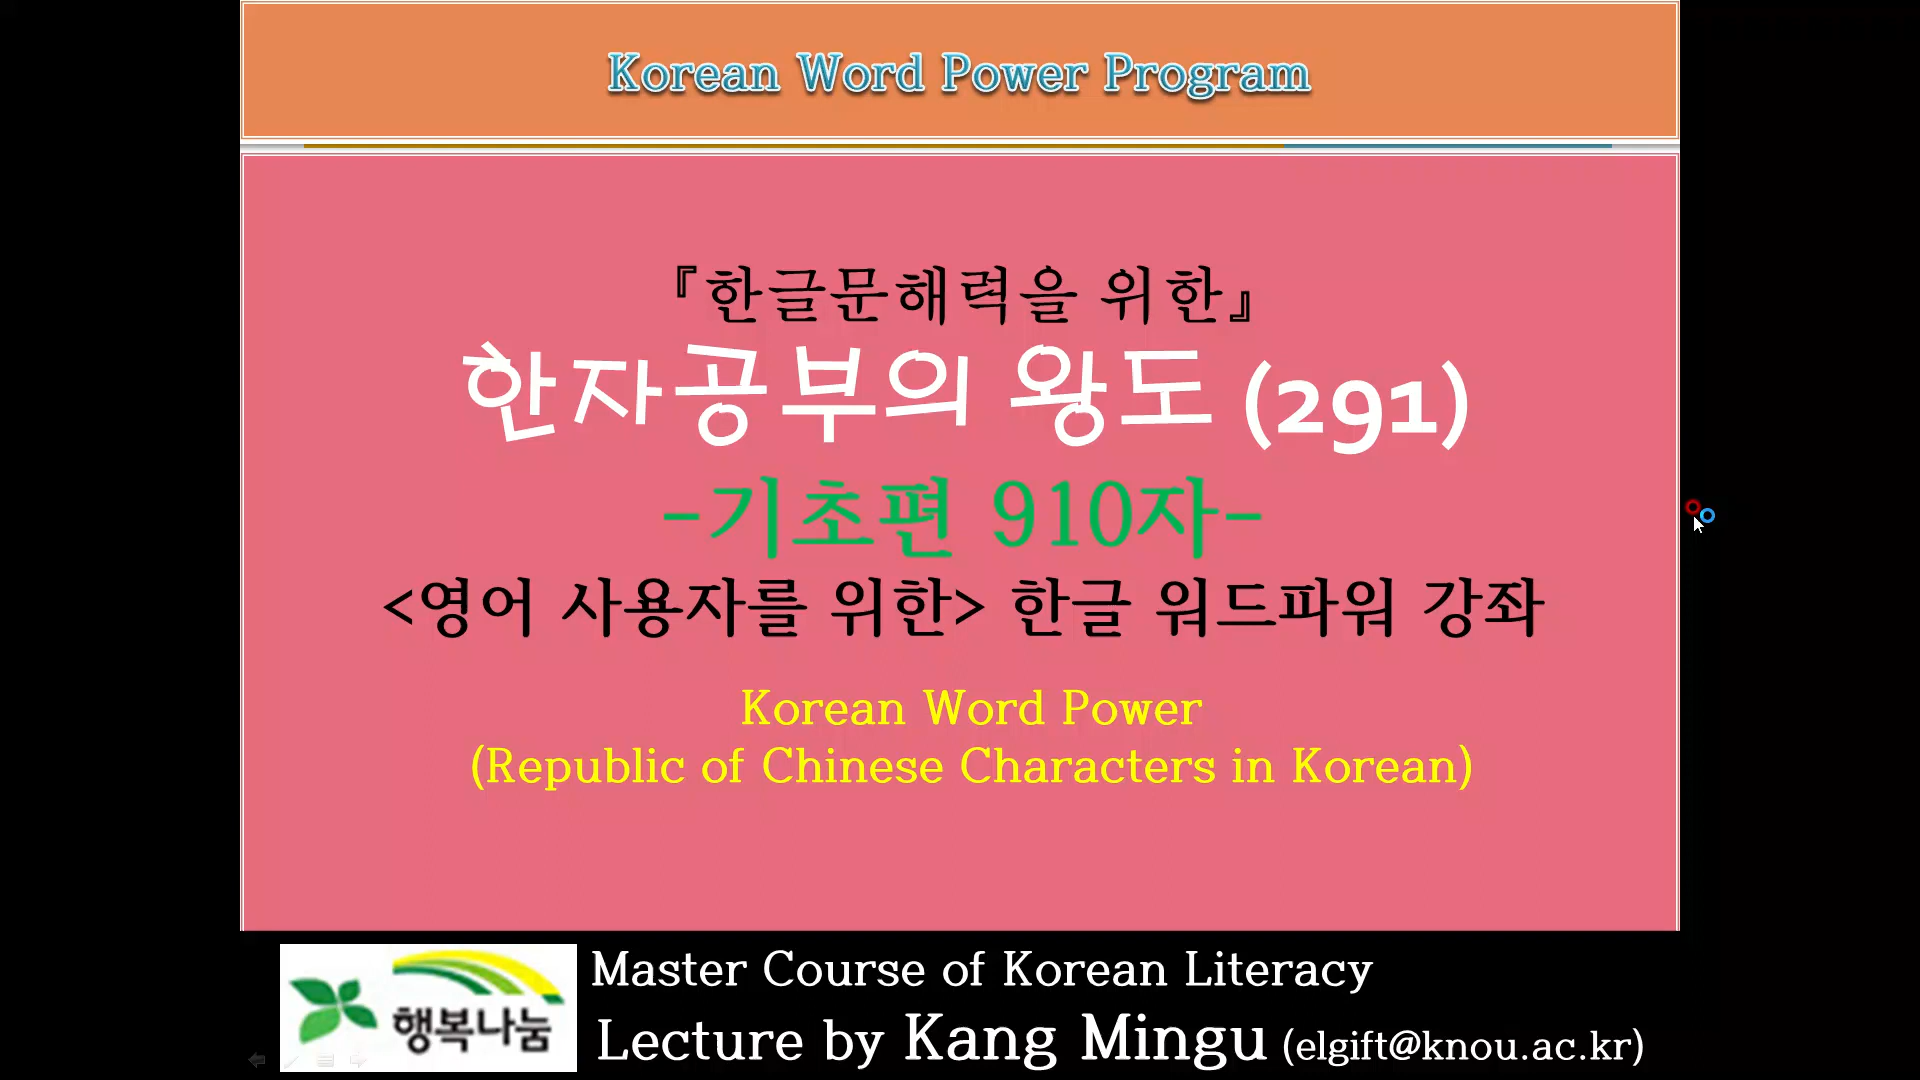 Korean Word Power Program
『한글문해력을 위한』
한자공부의 왕도 (291)
-기초편 910자-
<영어 사용자를 위한> 한글 워드파워 강좌
Korean Word Power
(Republic of Chinese Characters in Korean)
행복나눔
Master Course of Korean Literacy
Lecture by Kang Mingu (elgift@knou.ac.kr)